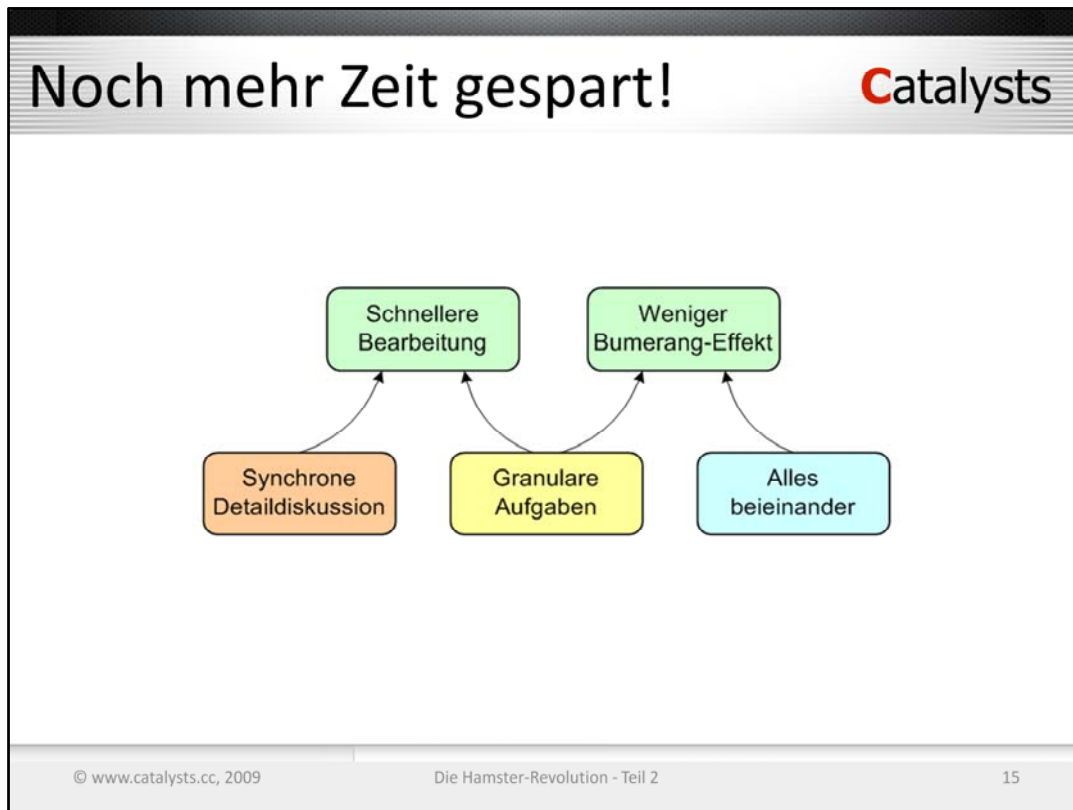 Noch mehr Zeit gespart!
Catalysts
Schnellere
Bearbeitung
Weniger
Bumerang-Effekt
Synchrone
Detaildiskussion
Granulare
Aufgaben
Alles
beieinander
© www.catalysts.cc, 2009
Die Hamster-Revolution - Teil 2
15